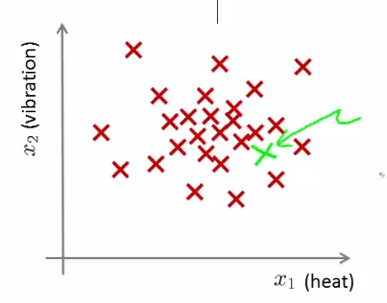 x₂ (vibration)
x₁ (heat)